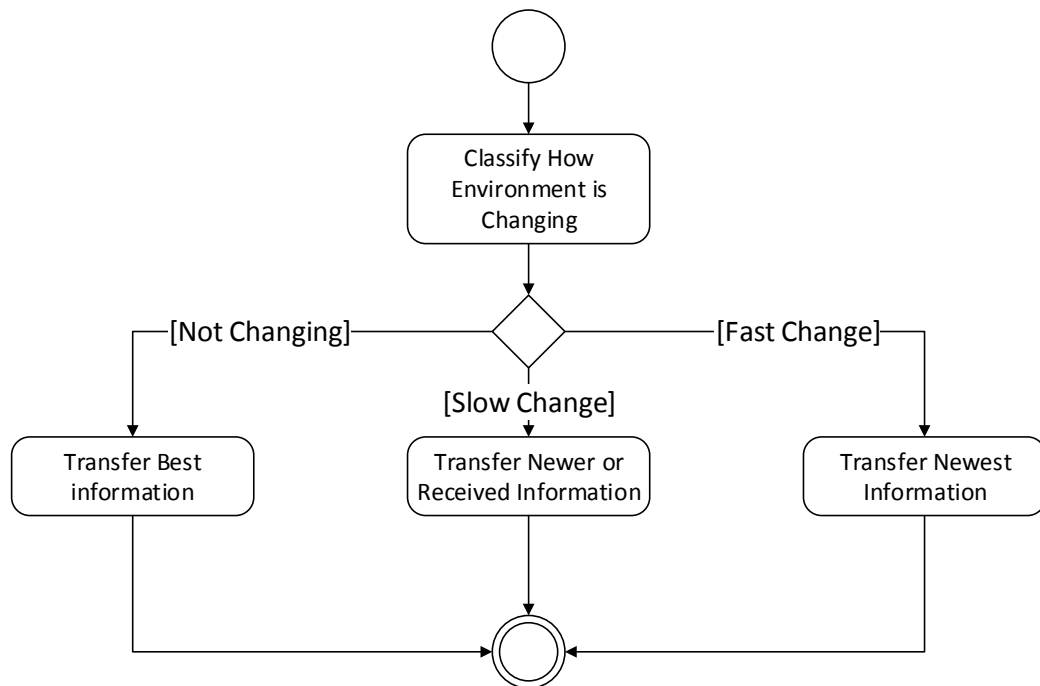 Classify How
Environment is
Changing
[Not Changing]
[Fast Change]
[Slow Change]
Transfer Best
information
Transfer Newer or
Received Information
Transfer Newest
Information